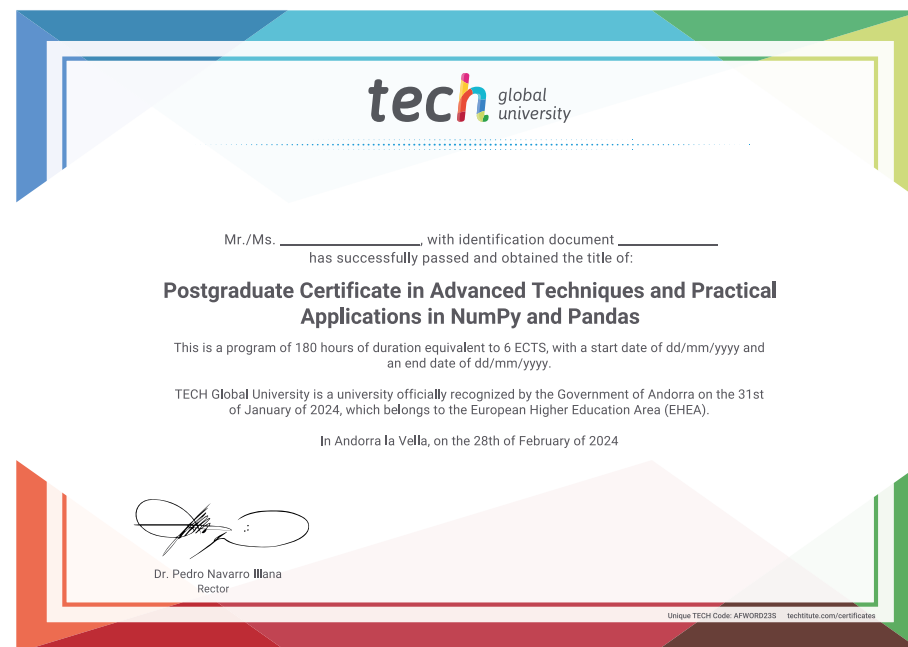 tech global university
Mr./Ms. ____________________, with identification document ______________
has successfully passed and obtained the title of:
Postgraduate Certificate in Advanced Techniques and Practical
Applications in NumPy and Pandas
This is a program of 180 hours of duration equivalent to 6 ECTS, with a start date of dd/mm/yyyy and
an end date of dd/mm/yyyy.
TECH Global University is a university officially recognized by the Government of Andorra on the 31st
of January of 2024, which belongs to the European Higher Education Area (EHEA).
In Andorra la Vella, on the 28th of February of 2024
Dr. Pedro Navarro Illana
Rector
Unique TECH Code: AFWORD23S techtitute.com/certificates